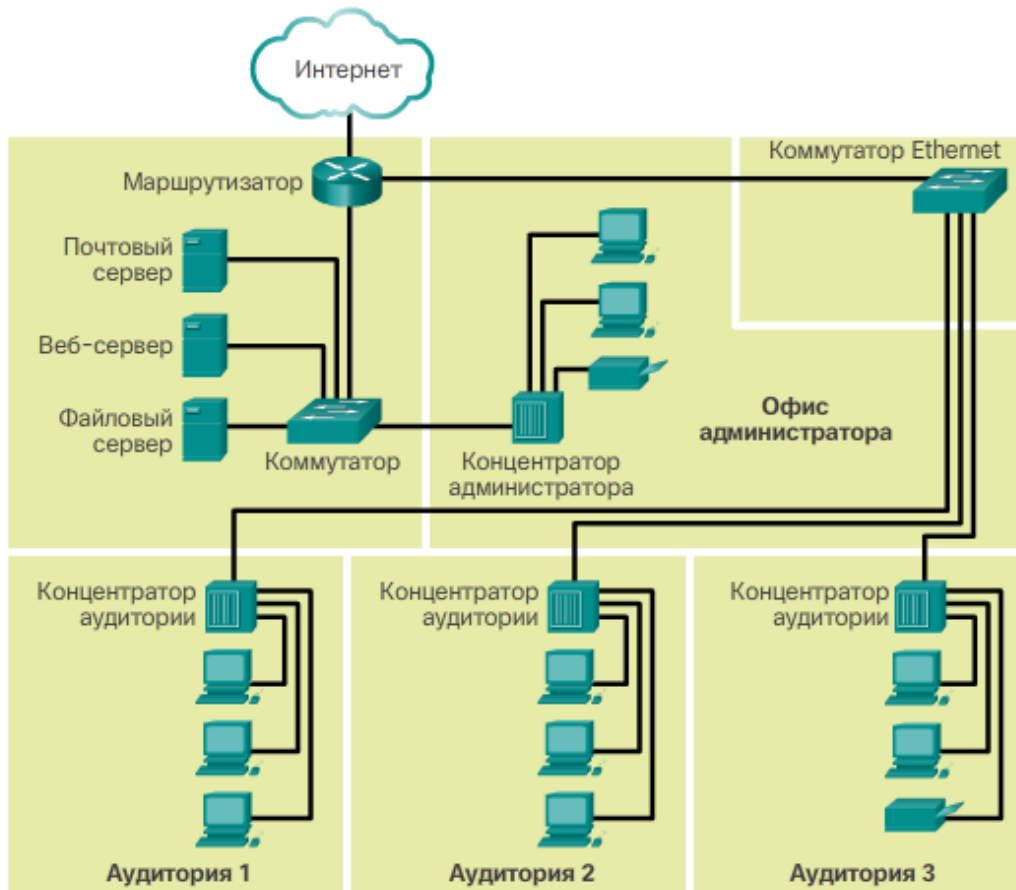 Интернет
Коммутатор Ethernet
Маршрутизатор
Почтовый
сервер
Веб-сервер
Файловый
сервер
Коммутатор
Концентратор
администратора
Офис
администратора
Концентратор
аудитории
Концентратор
аудитории
Концентратор
аудитории
Аудитория 1
Аудитория 2
Аудитория 3